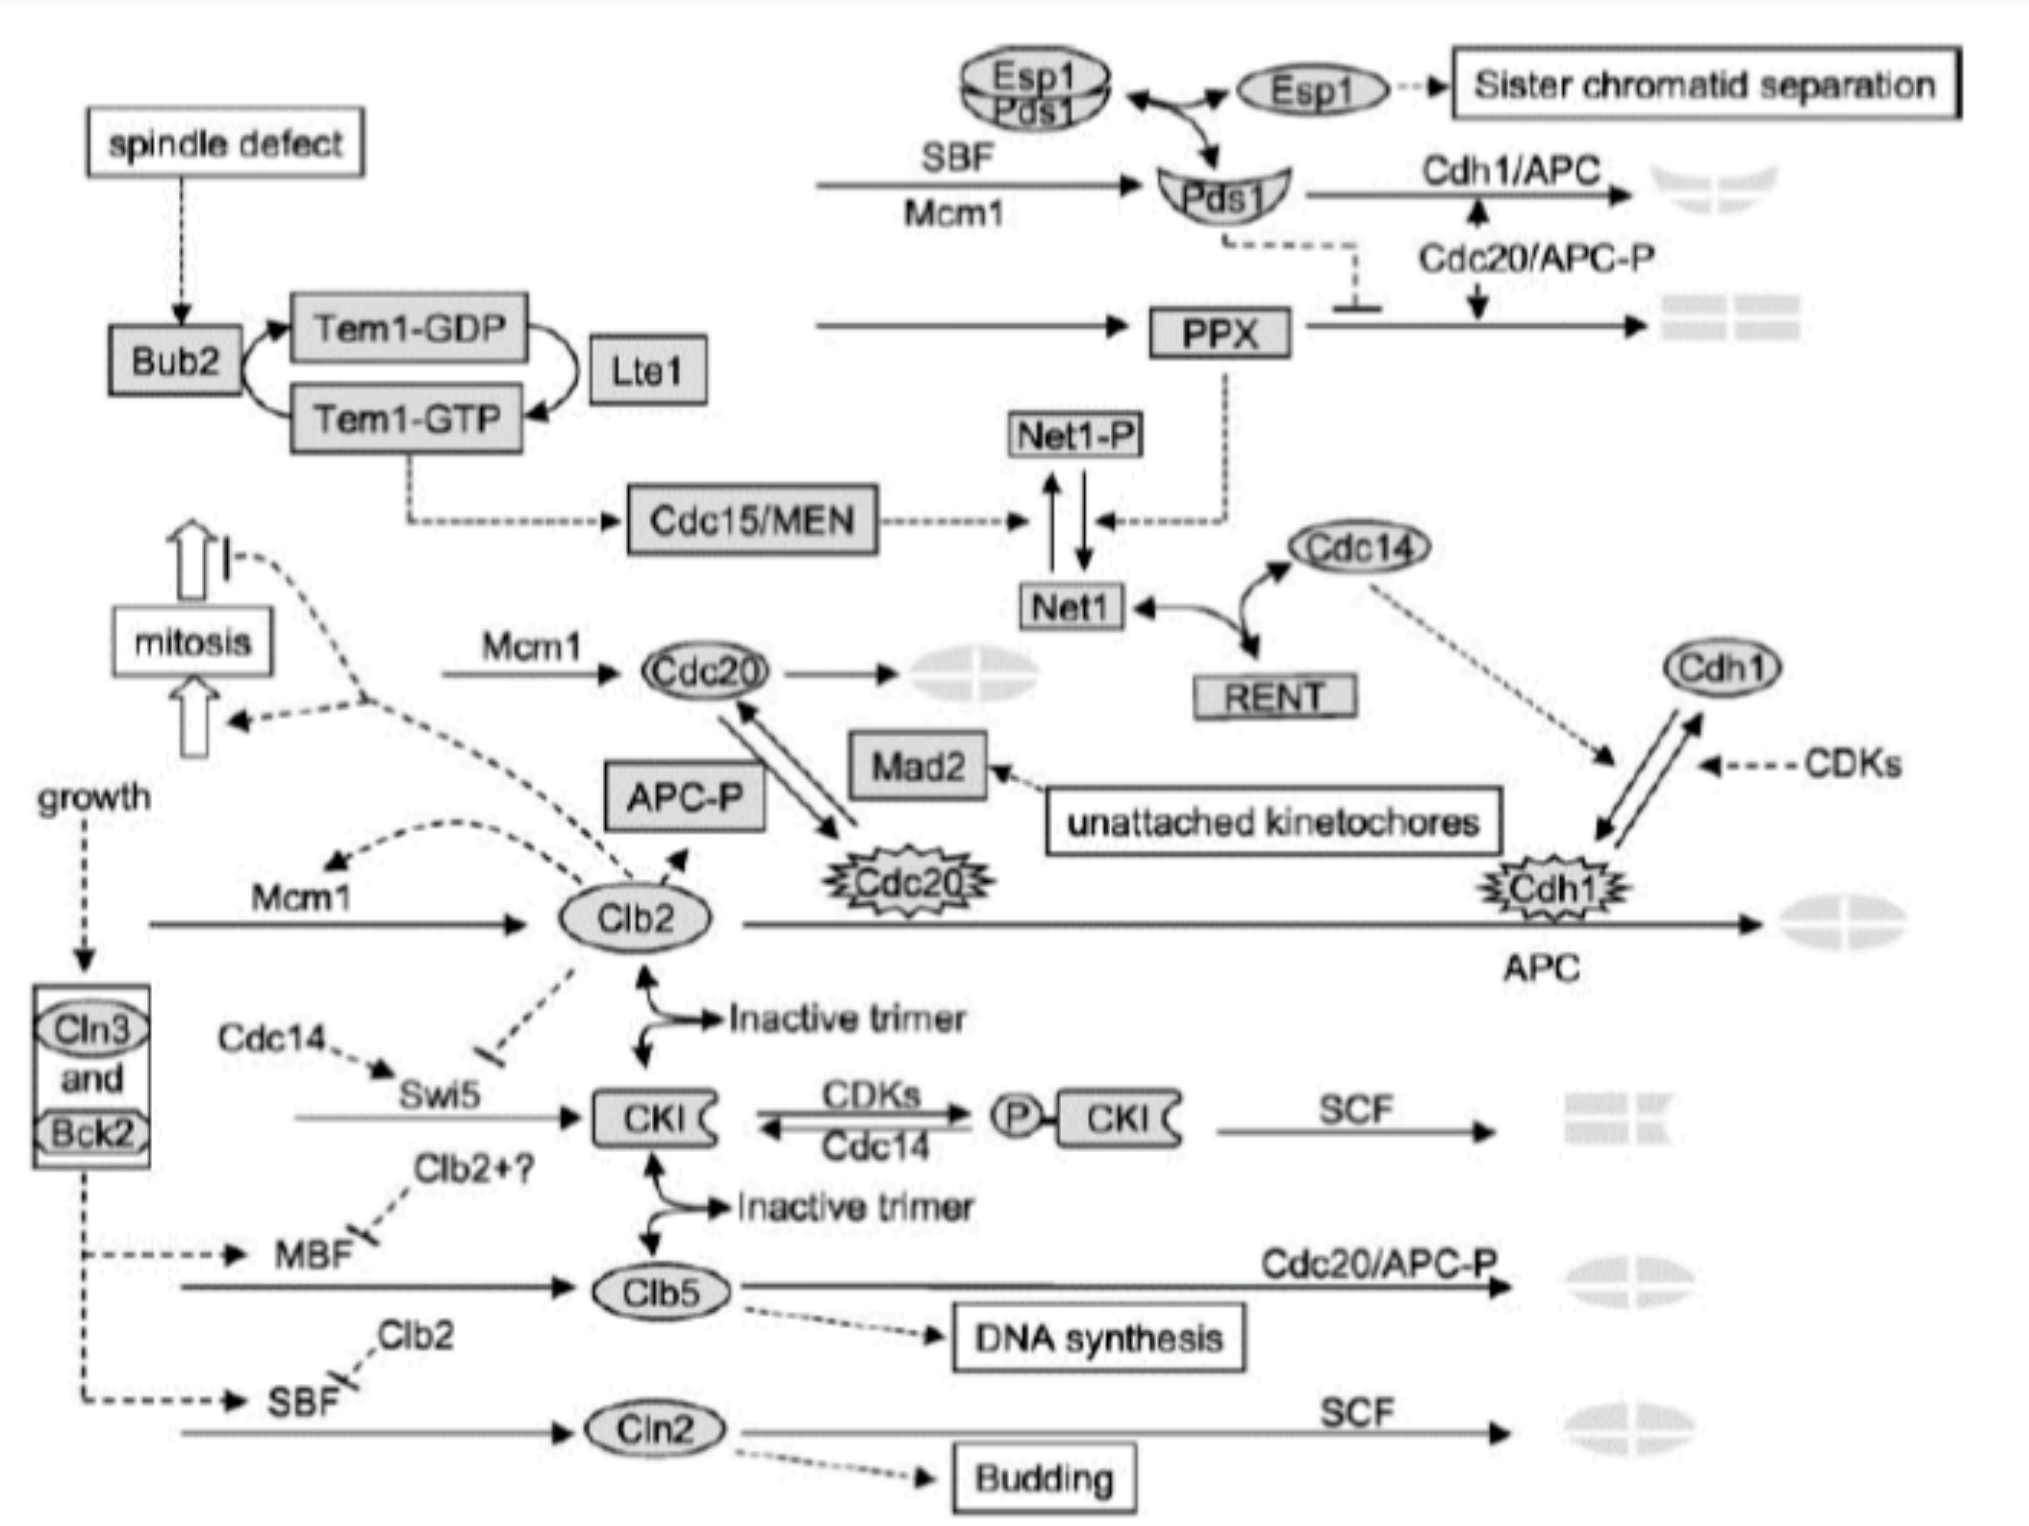 Esp1
Pds1
Esp1
Sister chromatid separation
spindle defect
SBF
Mcm1
Pds1
Cdh1/APC
Cdc20/APC-P
Bub2
Tem1-GDP
Tem1-GTP
Lte1
PPX
Net1-P
Cdc15/MEN
Cdc14
Net1
mitosis
Mcm1
Cdc20
RENT
Cdh1
APC-P
Mad2
CDKs
growth
unattached kinetochores
Mcm1
Clb2
Cdc20
Cdh1
APC
Cln3
and
Bck2
Cdc14
Inactive trimer
Swi5
CKI
CDKs
Cdc14
P
CKI
SCF
Clb2+?
Inactive trimer
MBF
Clb5
Cdc20/APC-P
DNA synthesis
Clb2
SBF
Cln2
SCF
Budding